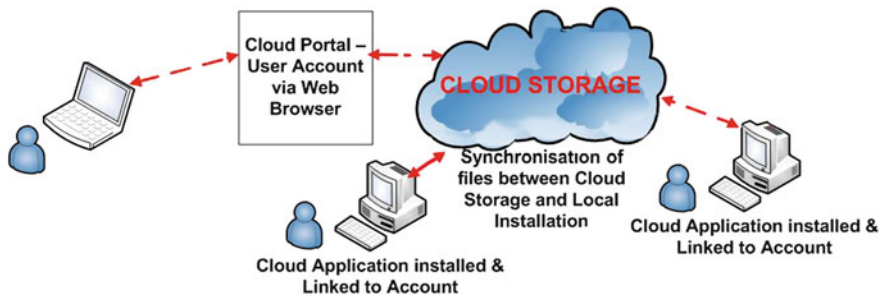 Cloud Portal –
User Account
via Web
Browser
CLOUD STORAGE
Synchronisation of
files between Cloud
Storage and Local
Installation
Cloud Application installed &
Linked to Account
Cloud Application installed &
Linked to Account